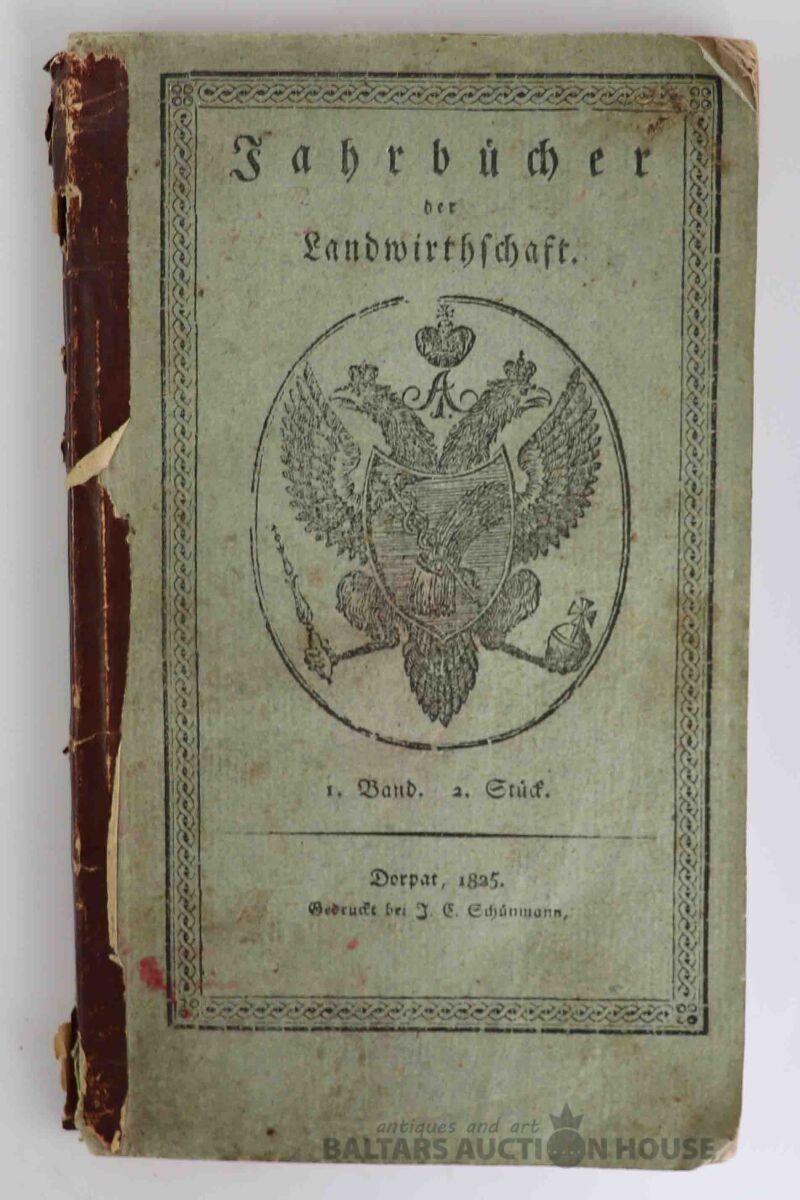 Jahrbücher
der
Landwirthschaft.
A
I
1. Band. 2. Stück.
Dorpat, 1825.
Gedruckt bei J. C. Schünmann.
antiques and art
BALTARS AUCTION HOUSE